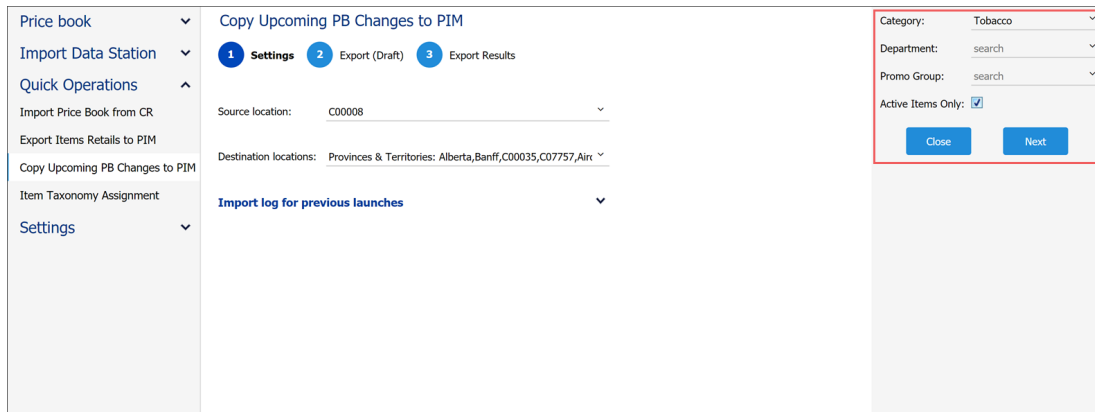 Price book
Import Data Station
Quick Operations
Import Price Book from CR
Export Items Retails to PIM
Copy Upcoming PB Changes to PIM
Item Taxonomy Assignment
Settings
Copy Upcoming PB Changes to PIM
1 Settings 2 Export (Draft) 3 Export Results
Source location: C00008
Destination locations: Provinces & Territories: Alberta,Banff,C00035,C07757,Air
Import log for previous launches
Category: Tobacco
Department: search
Promo Group: search
Active Items Only:
Close Next